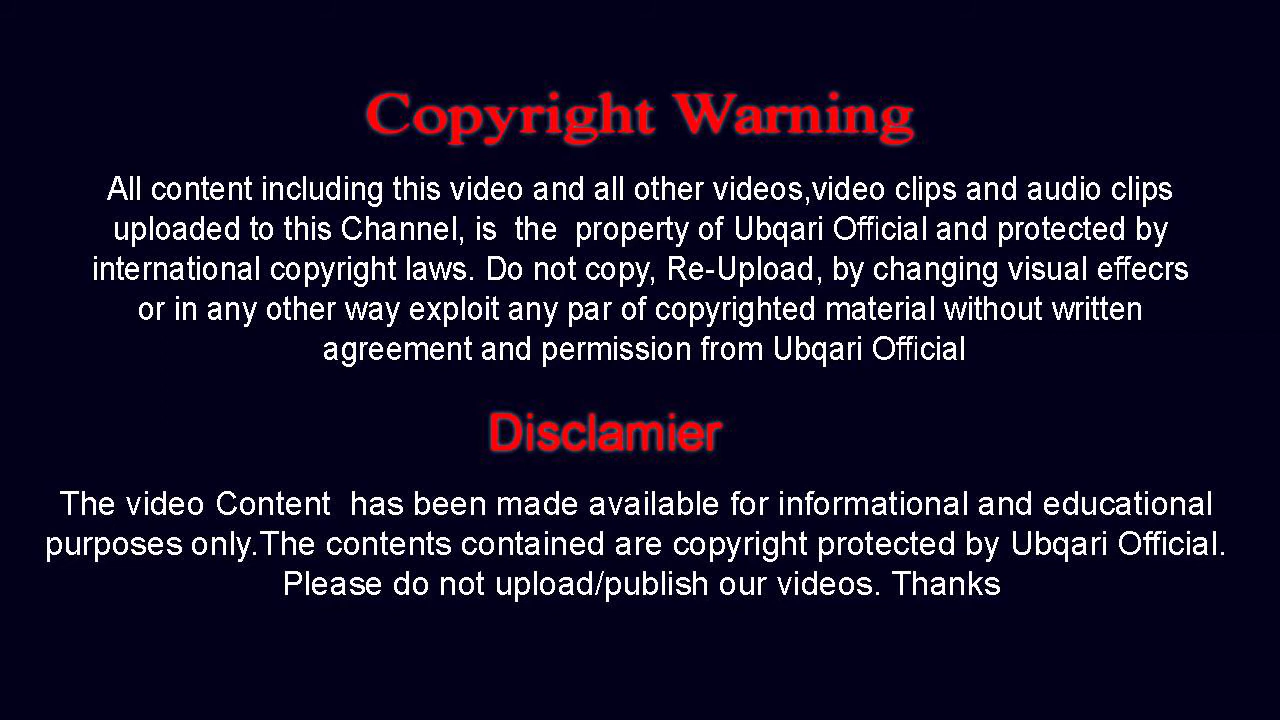 Copyright Warning
All content including this video and all other videos,video clips and audio clips
uploaded to this Channel, is  the  property of Ubqari Official and protected by
international copyright laws. Do not copy, Re-Upload, by changing visual effecrs
or in any other way exploit any par of copyrighted material without written
agreement and permission from Ubqari Official
Disclamier
The video Content  has been made available for informational and educational
purposes only.The contents contained are copyright protected by Ubqari Official.
Please do not upload/publish our videos. Thanks